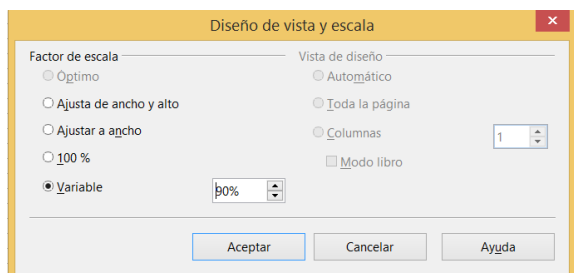 Diseño de vista y escala
Factor de escala
Óptimo
Ajusta de ancho y alto
Ajustar a ancho
100 %
Variable
90%
Vista de diseño
Automático
Toda la página
Columnas
1
Modo libro
Aceptar
Cancelar
Ayuda